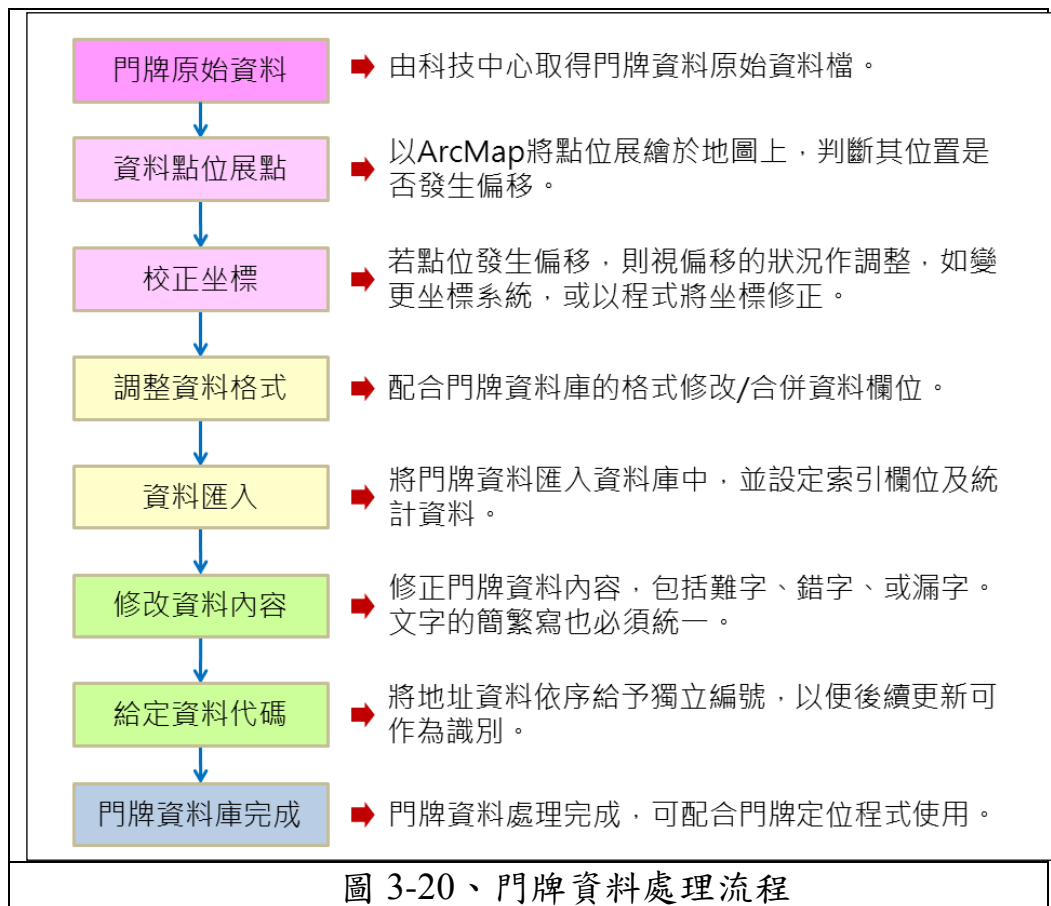 門牌原始資料
由科技中心取得門牌資料原始資料檔。
資料點位展點
以ArcMap將點位展繪於地圖上，判斷其位置是
否發生偏移。
校正坐標
若點位發生偏移，則視偏移的狀況作調整，如變
更坐標系統，或以程式將坐標修正。
調整資料格式
配合門牌資料庫的格式修改/合併資料欄位。
資料匯入
將門牌資料匯入資料庫中，並設定索引欄位及統
計資料。
修改資料內容
修正門牌資料內容，包括難字、錯字、或漏字。
文字的簡繁寫也必須統一。
給定資料代碼
將地址資料依序給予獨立編號，以便後續更新可
作為識別。
門牌資料庫完成
門牌資料處理完成，可配合門牌定位程式使用。
圖 3-20、門牌資料處理流程